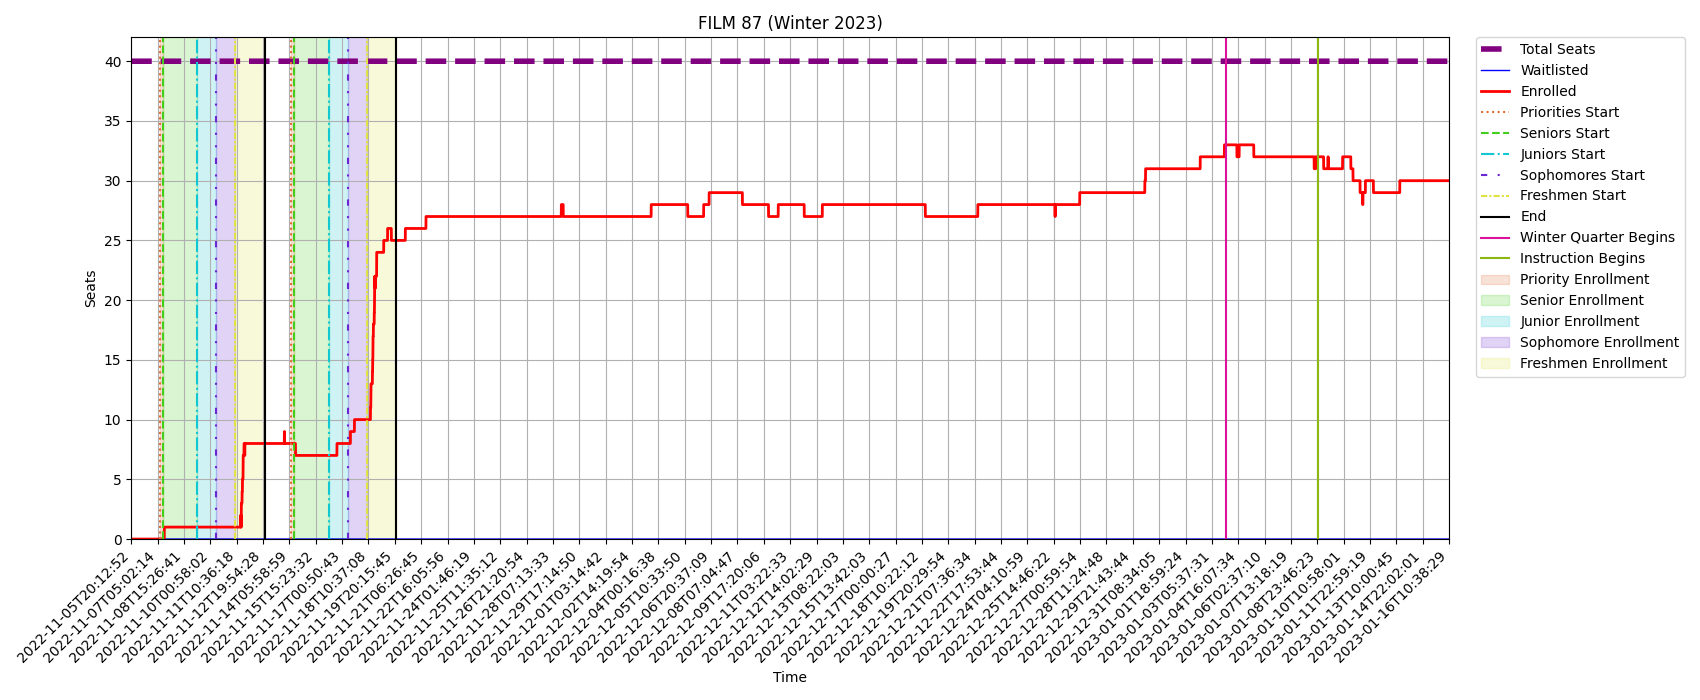 FILM 87 (Winter 2023)
Seats
40
35
30
25
20
15
10
5
0
2022-11-05T20:12:52
2022-11-07T05:02:14
2022-11-08T15:26:41
2022-11-10T00:58:02
2022-11-11T10:36:18
2022-11-12T19:54:28
2022-11-14T05:58:59
2022-11-15T15:23:32
2022-11-17T00:50:43
2022-11-18T10:37:08
2022-11-19T20:15:45
2022-11-21T06:26:45
2022-11-22T16:05:56
2022-11-24T01:46:19
2022-11-25T11:35:12
2022-11-26T21:20:54
2022-11-28T07:13:33
2022-11-29T17:14:50
2022-12-01T03:14:42
2022-12-02T14:19:54
2022-12-04T00:16:38
2022-12-05T10:33:50
2022-12-06T20:37:09
2022-12-08T07:04:47
2022-12-09T17:20:06
2022-12-11T03:22:33
2022-12-12T14:02:29
2022-12-13T08:22:03
2022-12-15T13:42:03
2022-12-17T00:00:27
2022-12-18T10:22:12
2022-12-19T20:29:54
2022-12-21T07:36:34
2022-12-22T17:53:44
2022-12-24T04:10:59
2022-12-25T14:46:22
2022-12-27T00:59:54
2022-12-28T11:24:48
2022-12-29T21:43:44
2022-12-31T08:34:05
2023-01-01T18:59:24
2023-01-03T05:37:31
2023-01-04T16:07:34
2023-01-06T02:37:10
2023-01-07T13:18:19
2023-01-08T23:46:23
2023-01-10T10:58:01
2023-01-11T22:59:19
2023-01-13T10:00:45
2023-01-14T22:02:01
2023-01-16T10:38:29
Time
Total Seats
Waitlisted
Enrolled
Priorities Start
Seniors Start
Juniors Start
Sophomores Start
Freshmen Start
End
Winter Quarter Begins
Instruction Begins
Priority Enrollment
Senior Enrollment
Junior Enrollment
Sophomore Enrollment
Freshmen Enrollment